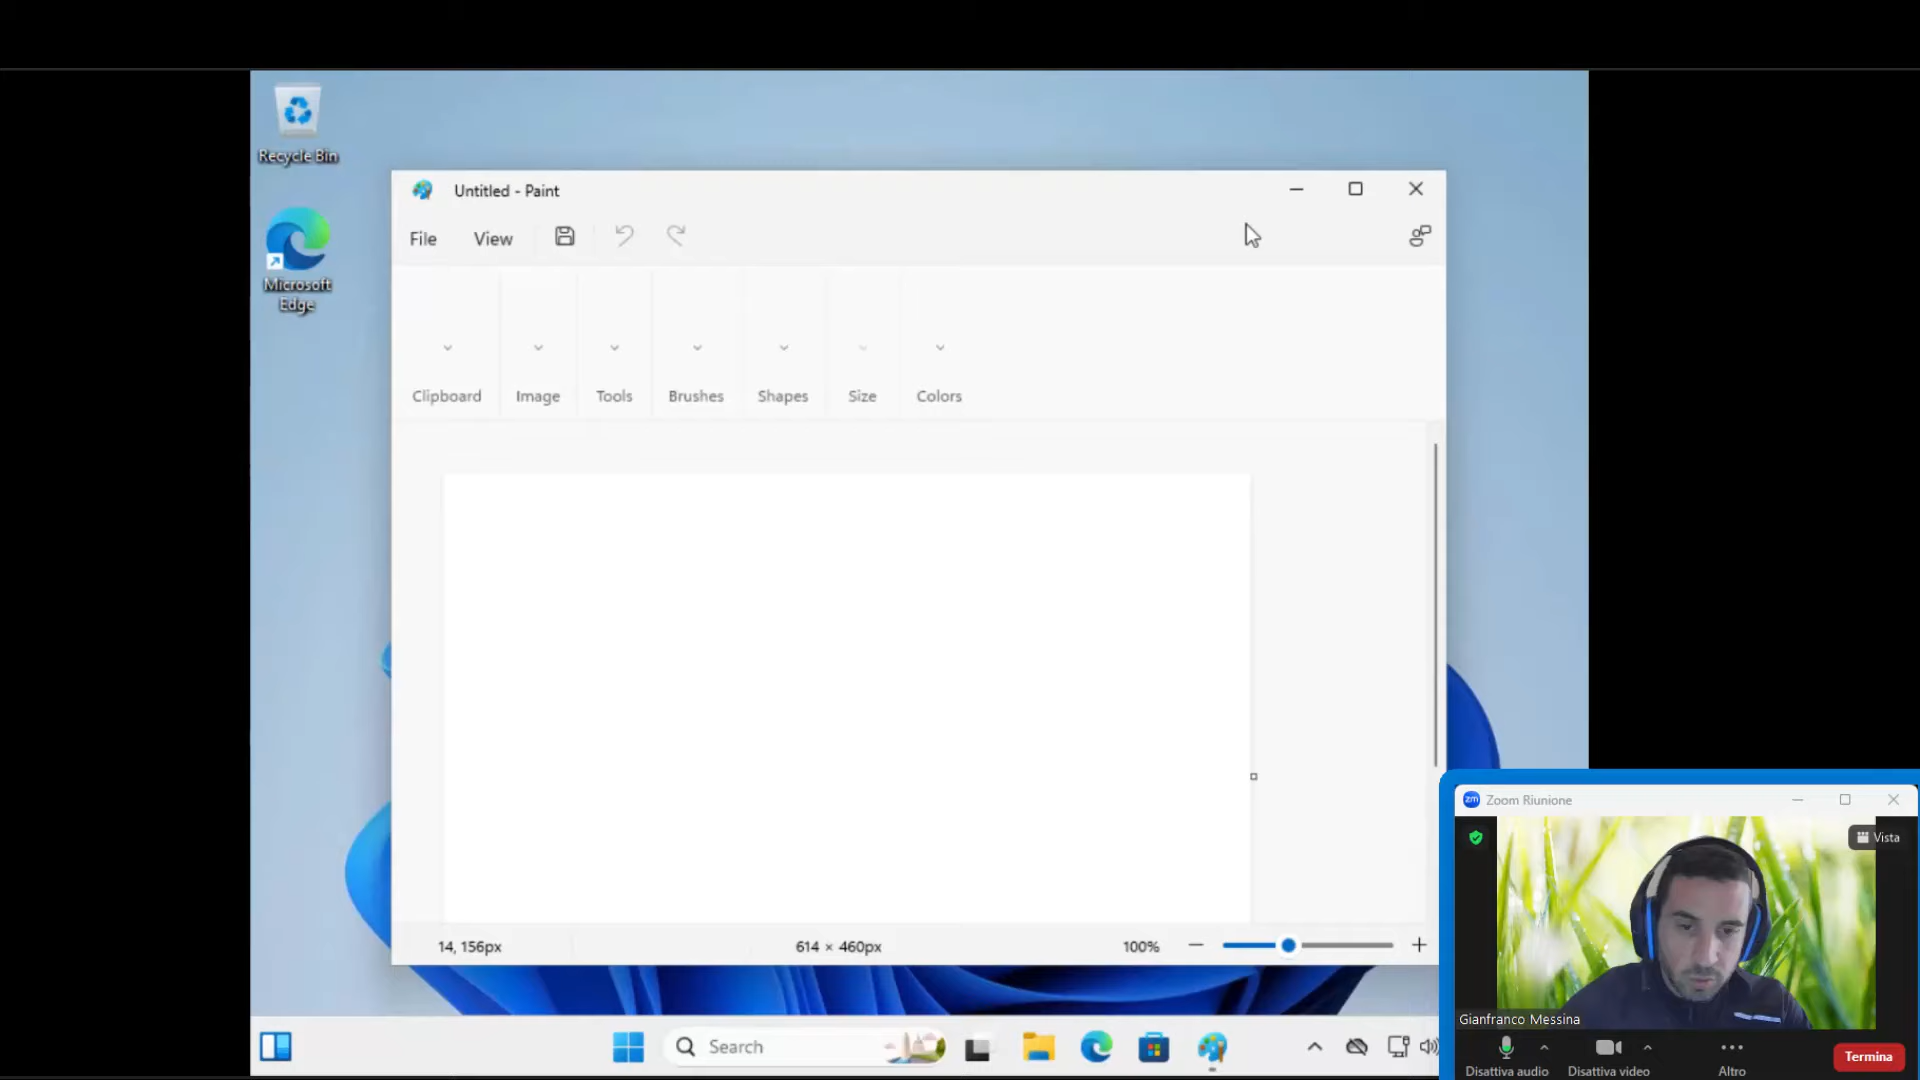 Recycle Bin
Microsoft
Edge
Untitled - Paint
File
View
Clipboard
Image
Tools
Brushes
Shapes
Size
Colors
14, 156px
614 × 460px
100%
Search
zm
Zoom Riunione
Vista
Gianfranco Messina
Disattiva audio
Disattiva video
Altro
Termina